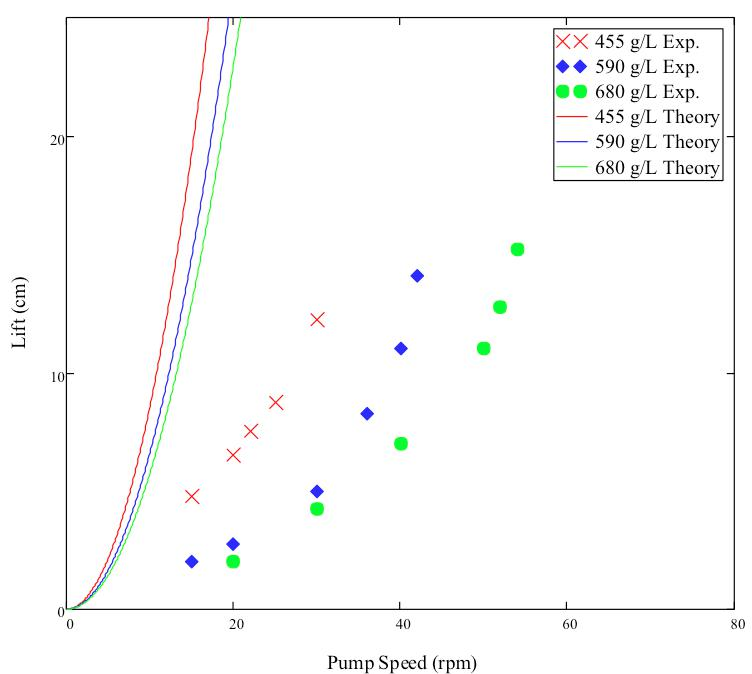 455 g/L Exp.
590 g/L Exp.
680 g/L Exp.
455 g/L Theory
590 g/L Theory
680 g/L Theory
20
10
0
Lift (cm)
0 20 40 60 80
Pump Speed (rpm)